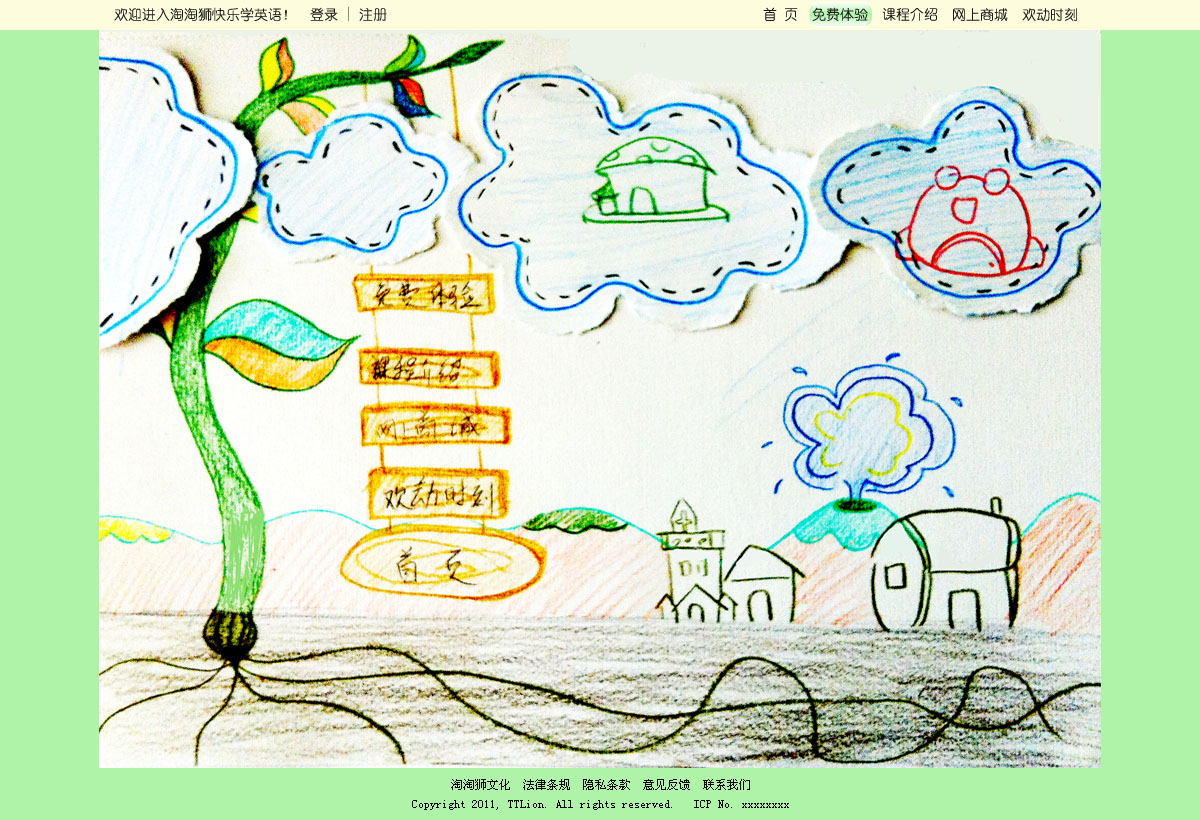 欢迎进入淘淘狮快乐学英语! 登录 | 注册
首 页 免费体验 课程介绍 网上商城 欢动时刻
免费体验
课程介绍
网上商城
欢动时刻
首页
淘淘狮文化 法律条规 隐私条款 意见反馈 联系我们
Copyright 2011, TTLion. All rights reserved. ICP No. xxxxxxxx